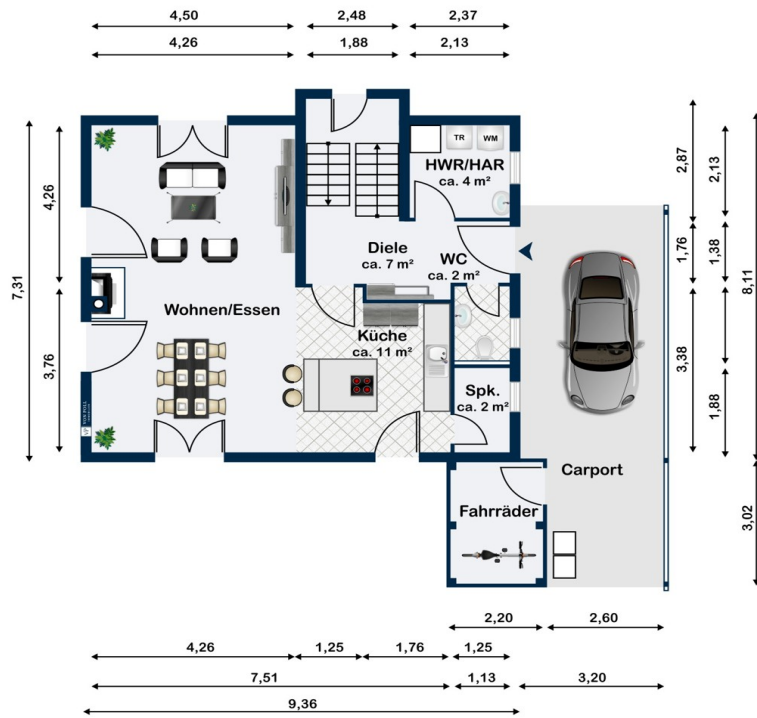 4,50
2,48
2,37
4,26
1,88
2,13
TR
WM
HWR/HAR
ca. 4 m²
2,87
2,13
4,26
7,31
Diele
ca. 7 m²
WC
ca. 2 m²
1,76
1,38
8,11
Wohnen/Essen
Küche
ca. 11 m²
3,76
3,38
Spk.
ca. 2 m²
1,88
VON POLL
VP
Carport
Fahrräder
3,02
2,20
2,60
4,26
1,25
1,76
1,25
7,51
1,13
3,20
9,36